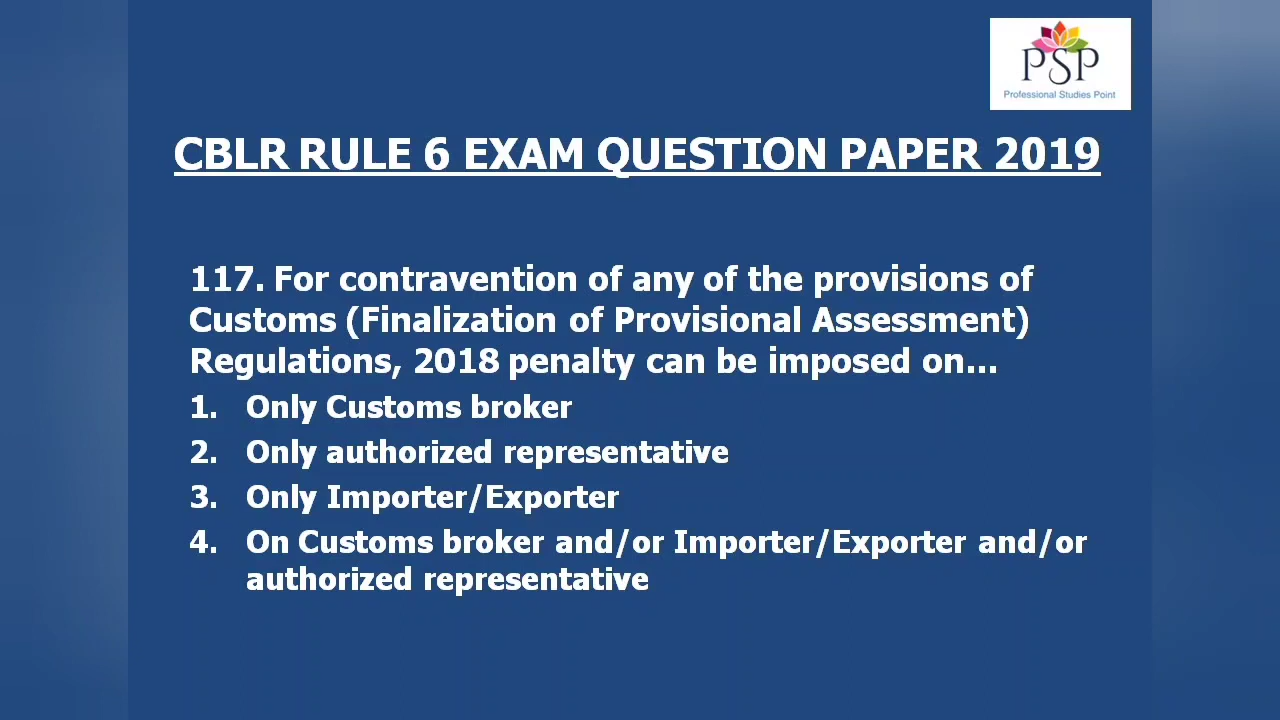 PSP
Professional Studies Point
CBLR RULE 6 EXAM QUESTION PAPER 2019
117. For contravention of any of the provisions of
Customs (Finalization of Provisional Assessment)
Regulations, 2018 penalty can be imposed on...
1. Only Customs broker
2. Only authorized representative
3. Only Importer/Exporter
4. On Customs broker and/or Importer/Exporter and/or
authorized representative